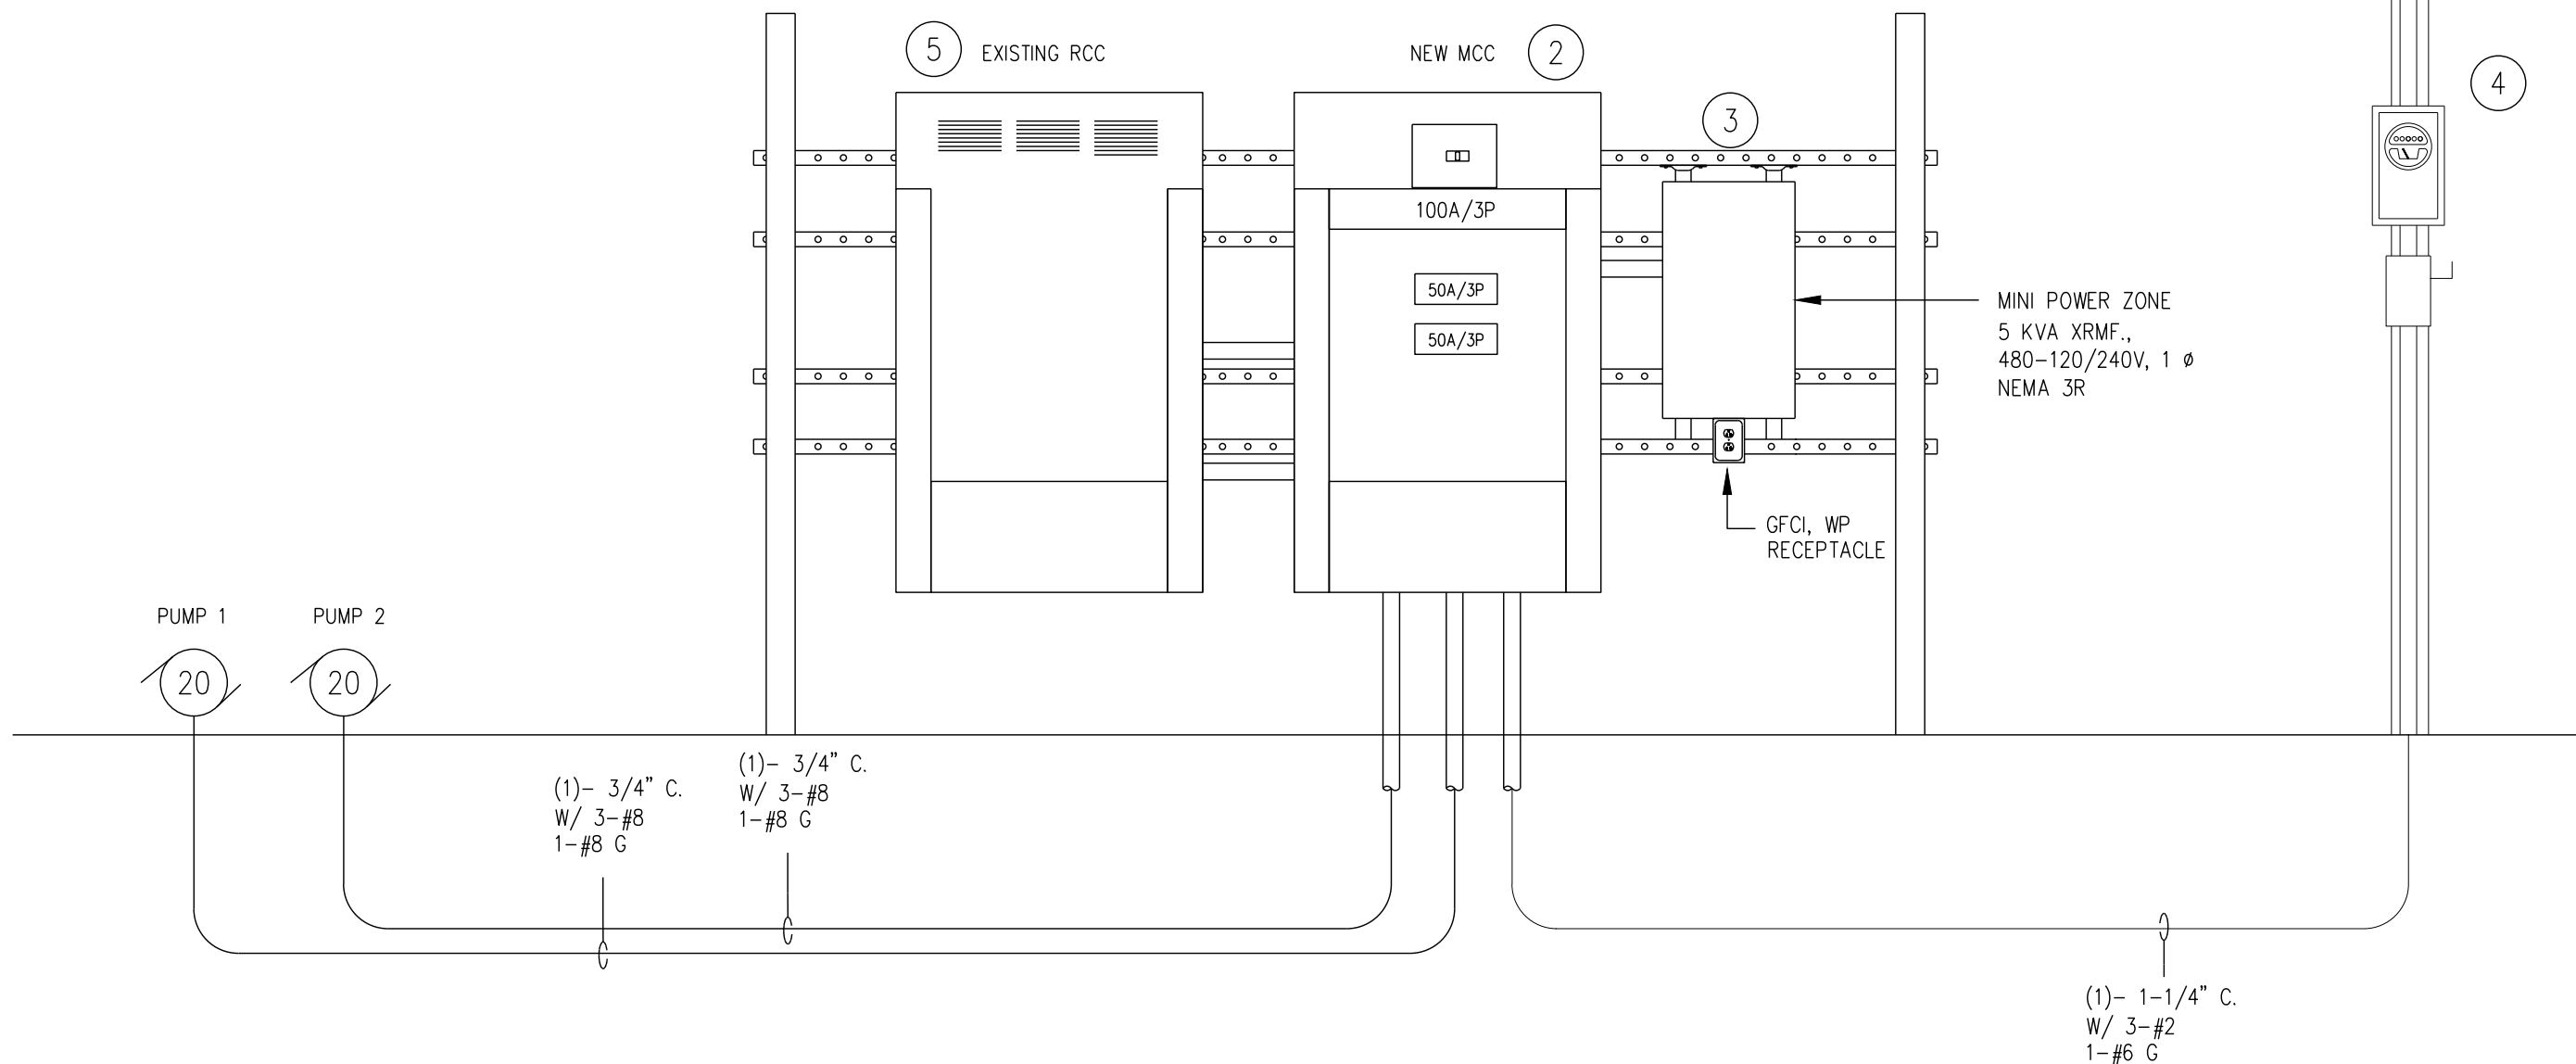 5 EXISTING RCC
NEW MCC 2
3
4
100A/3P
50A/3P
50A/3P
MINI POWER ZONE
5 KVA XRMF.,
480-120/240V, 1 ø
NEMA 3R
GFCI, WP
RECEPTACLE
PUMP 1
PUMP 2
20
20
(1)- 3/4" C.
W/ 3-#8
1-#8 G
(1)- 3/4" C.
W/ 3-#8
1-#8 G
(1)- 1-1/4" C.
W/ 3-#2
1-#6 G